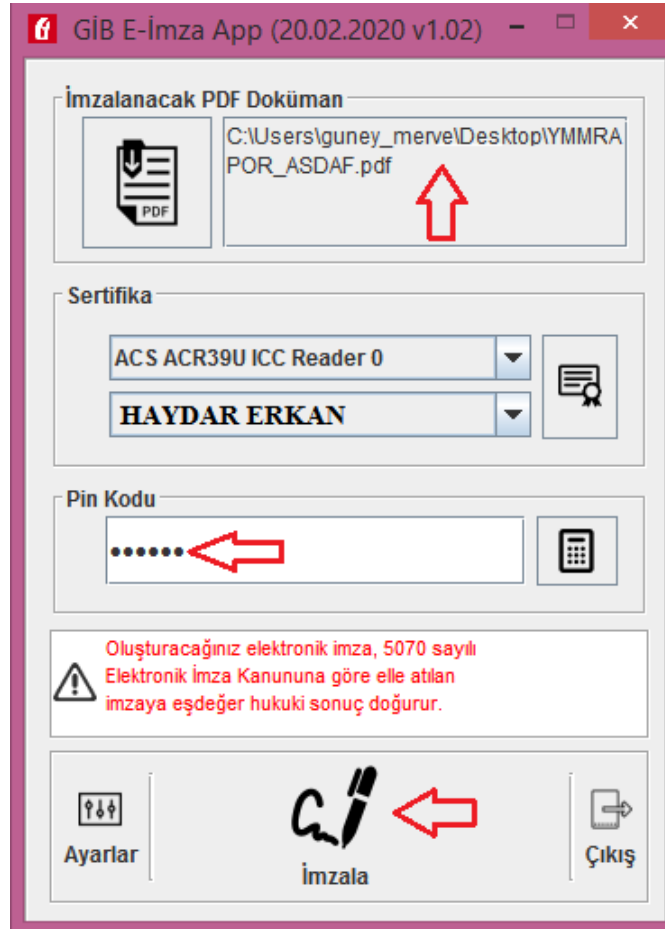 GİB E-İmza App (20.02.2020 v1.02)
İmzalanacak PDF Doküman
PDF
C:\Users\guney_merve\Desktop\YMMRA
POR_ASDAF.pdf
Sertifika
ACS ACR39U ICC Reader 0
HAYDAR ERKAN
Pin Kodu
••••••
Oluşturacağınız elektronik imza, 5070 sayılı
Elektronik İmza Kanununa göre elle atılan
imzaya eşdeğer hukuki sonuç doğurur.
Ayarlar
İmzala
Çıkış